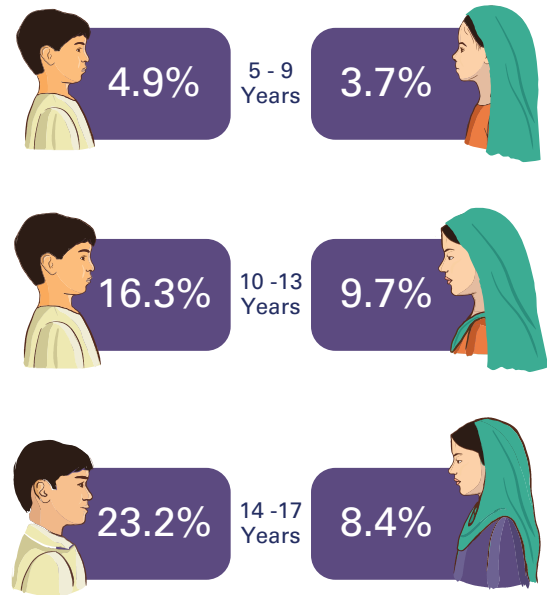 4.9%
5 - 9
Years
3.7%
16.3%
10 -13
Years
9.7%
23.2%
14 -17
Years
8.4%